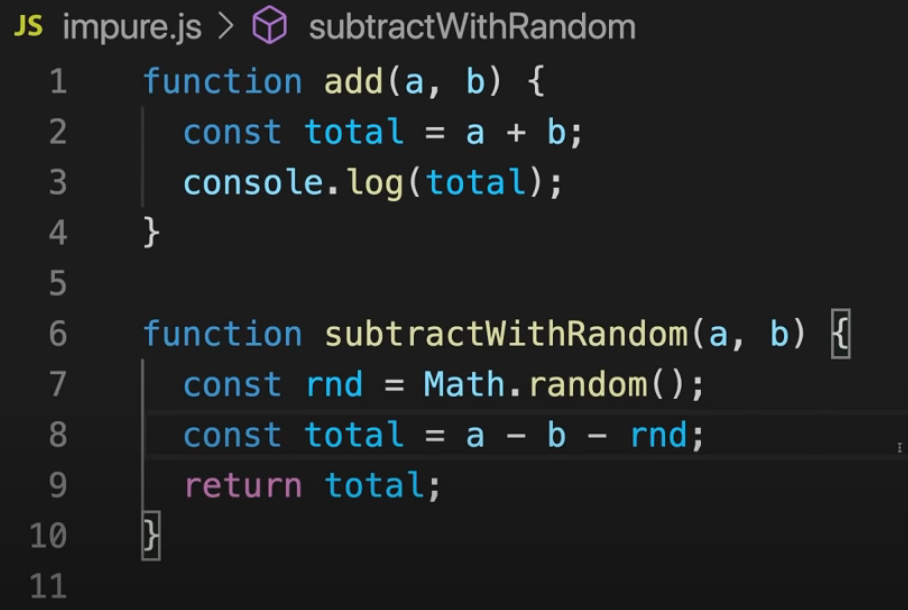 JS impure.js > subtractWithRandom
1 function add(a, b) {
2 const total = a + b;
3 console.log(total);
4 }
5
6 function subtractWithRandom(a, b) {
7 const rnd = Math.random();
8 const total = a - b - rnd;
9 return total;
10 }
11